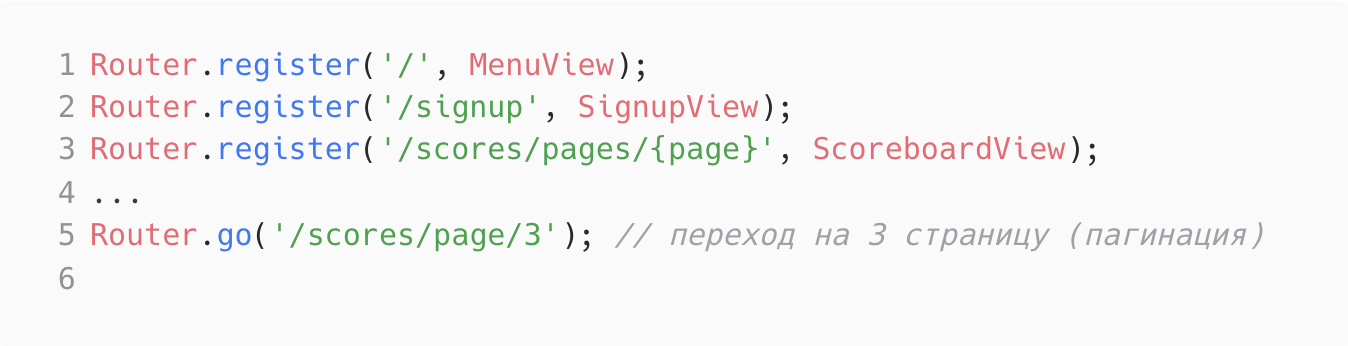 1 Router.register('/', MenuView);
2 Router.register('/signup', SignupView);
3 Router.register('/scores/pages/{page}', ScoreboardView);
4 ...
5 Router.go('/scores/page/3'); // переход на 3 страницу (пагинация)
6